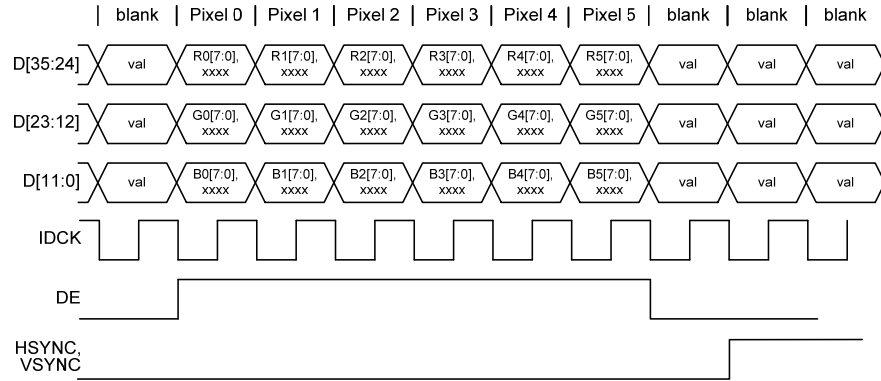 | blank | Pixel 0 | Pixel 1 | Pixel 2 | Pixel 3 | Pixel 4 | Pixel 5 | blank | blank | blank
D[35:24] val R0[7:0], R1[7:0], R2[7:0], R3[7:0], R4[7:0], R5[7:0], val val val
xxxx xxxx xxxx xxxx xxxx xxxx
D[23:12] val G0[7:0], G1[7:0], G2[7:0], G3[7:0], G4[7:0], G5[7:0], val val val
xxxx xxxx xxxx xxxx xxxx xxxx
D[11:0] val B0[7:0], B1[7:0], B2[7:0], B3[7:0], B4[7:0], B5[7:0], val val val
xxxx xxxx xxxx xxxx xxxx xxxx
IDCK
DE
HSYNC,
VSYNC